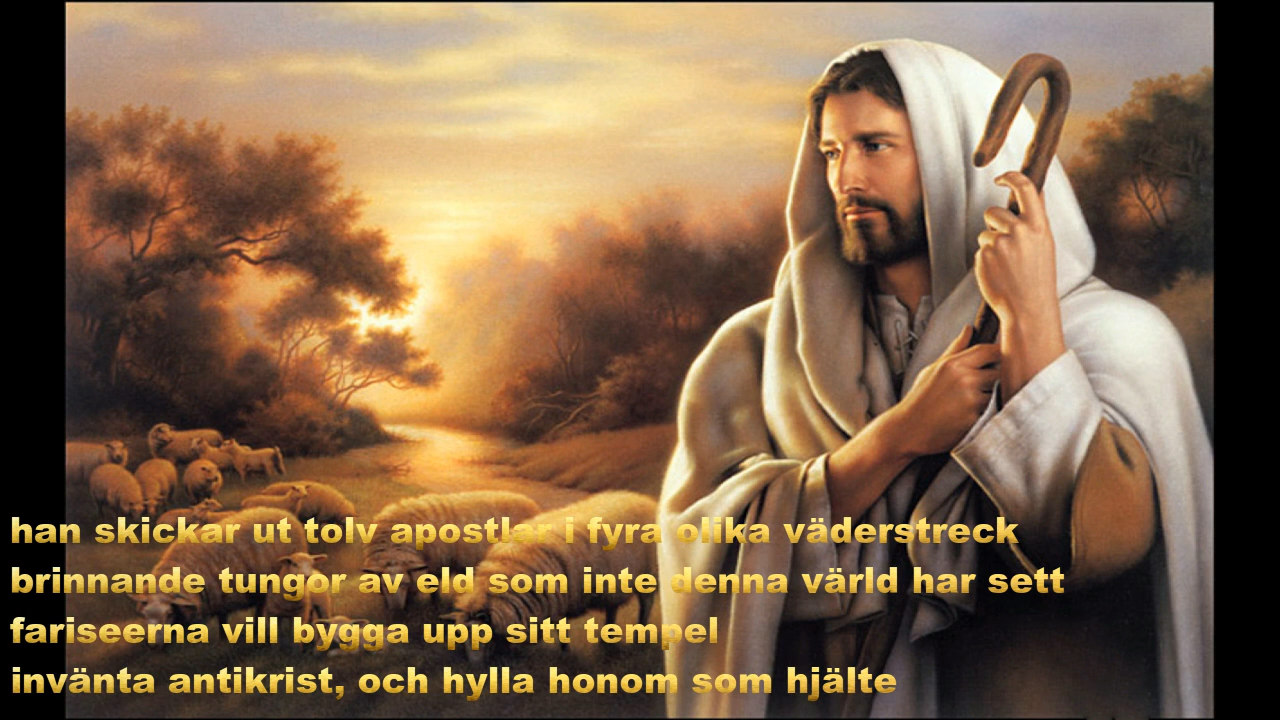 han skickar ut tolv apostlar i fyra olika väderstreck
brinnande tungor av eld som inte denna värld har sett
fariseerna vill bygga upp sitt tempel
invänta antikrist, och hylla honom som hjälte